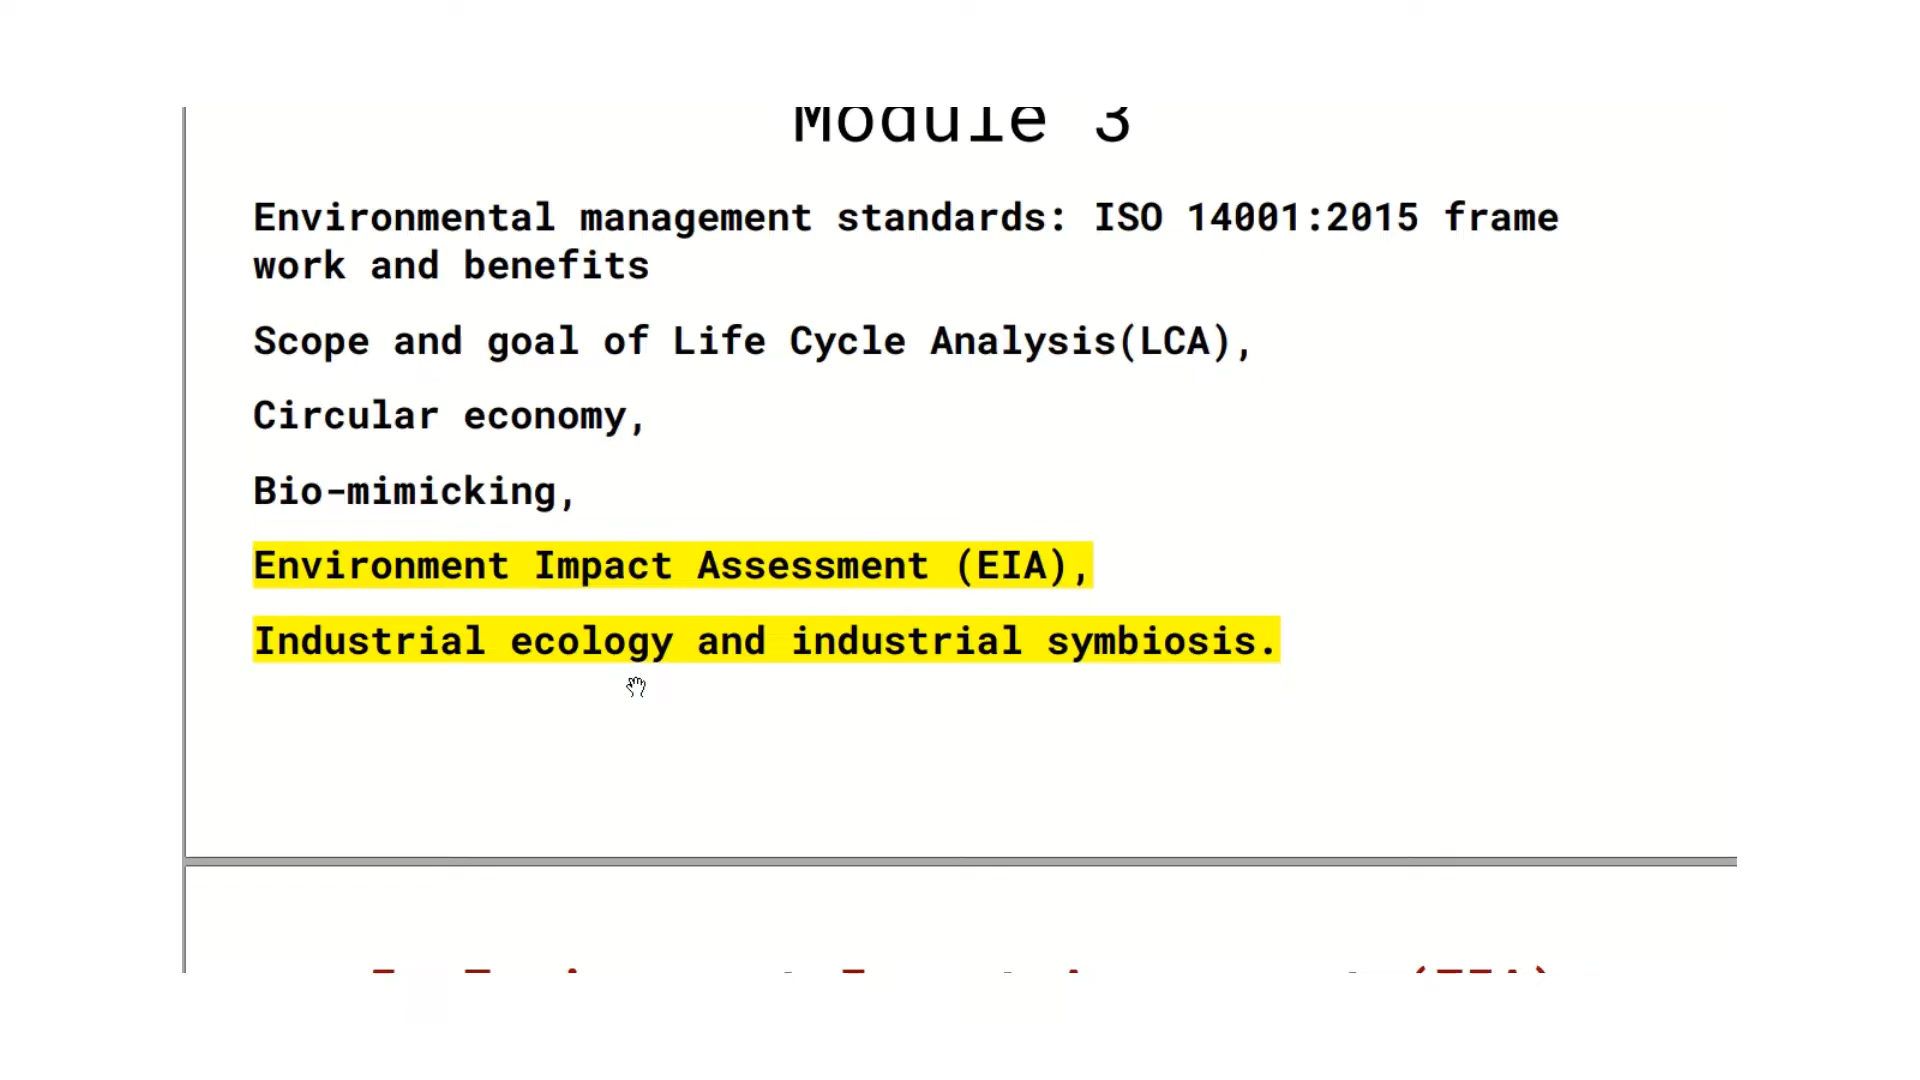 Module 3
Environmental management standards: ISO 14001:2015 frame
work and benefits
Scope and goal of Life Cycle Analysis(LCA),
Circular economy,
Bio-mimicking,
Environment Impact Assessment (EIA),
Industrial ecology and industrial symbiosis.